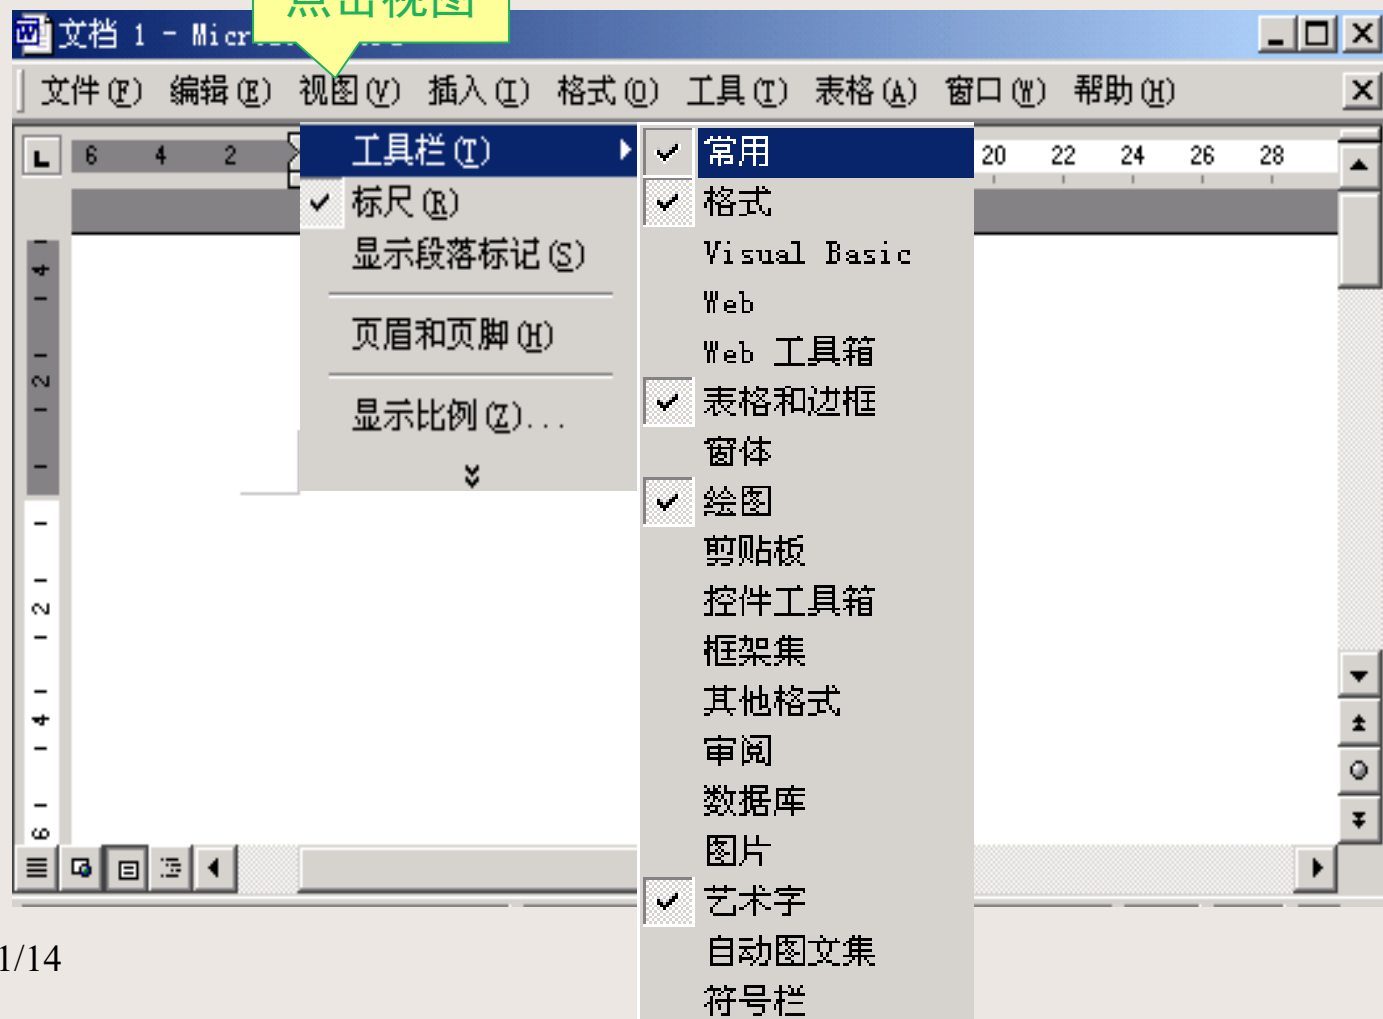 点击视图
文档 1 - Micr
文件(F) 编辑(E) 视图(V) 插入(I) 格式(O) 工具(T) 表格(A) 窗口(W) 帮助(H)
6 4 2 20 22 24 26 28
工具栏(T)
标尺(R)
显示段落标记(S)
页眉和页脚(H)
显示比例(Z)...
常用
格式
Visual Basic
Web
Web 工具箱
表格和边框
窗体
绘图
剪贴板
控件工具箱
框架集
其他格式
审阅
数据库
图片
艺术字
自动图文集
符号栏
4
2
2
4
6
1/14